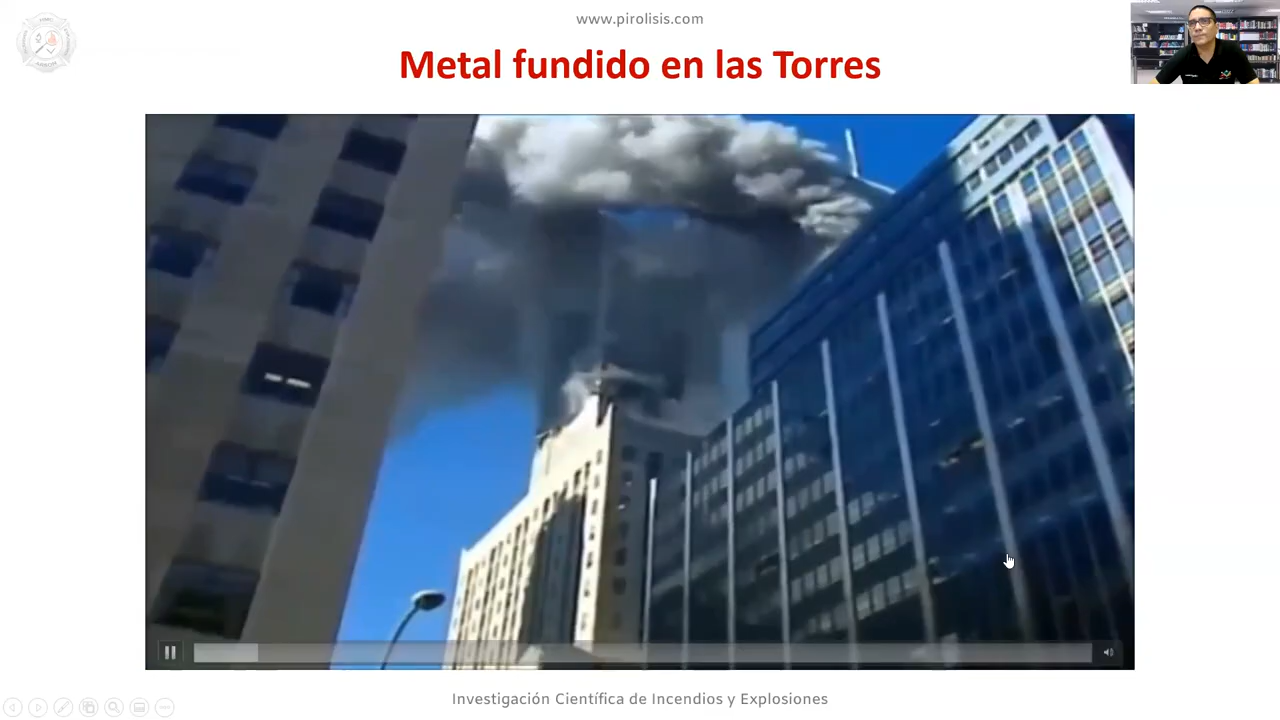 www.pirolisis.com
Metal fundido en las Torres
Investigación Científica de Incendios y Explosiones